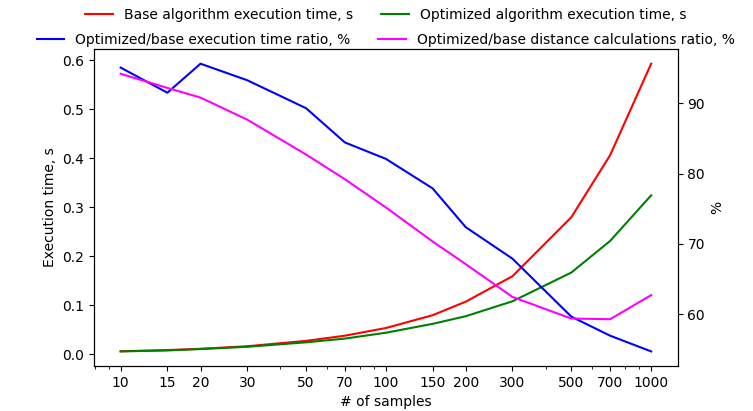 Base algorithm execution time, s Optimized algorithm execution time, s
Optimized/base execution time ratio, % Optimized/base distance calculations ratio, %
0.6
0.5
0.4
0.3
0.2
0.1
0.0
Execution time, s
90
80
70
60
%
10 15 20 30 50 70 100 150 200 300 500 700 1000
# of samples